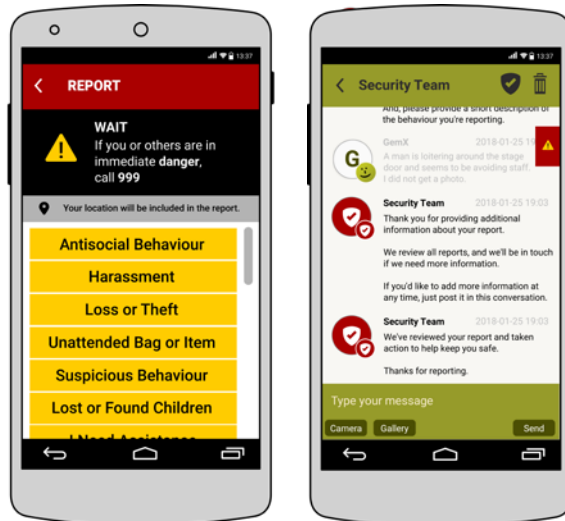 13:37
REPORT
WAIT
If you or others are in
immediate danger,
call 999
Your location will be included in the report.
Antisocial Behaviour
Harassment
Loss or Theft
Unattended Bag or Item
Suspicious Behaviour
Lost or Found Children
I Need Assistance
13:37
Security Team
And, please provide a short description of
the behaviour you're reporting.
G
GemX 2018-01-25 19
A man is loitering around the stage
door and seems to be avoiding staff.
I did not get a photo.
Security Team 2018-01-25 19:03
Thank you for providing additional
information about your report.
We review all reports, and we'll be in touch
if we need more information.
If you'd like to add more information at
any time, just post it in this conversation.
Security Team 2018-01-25 19:03
We've reviewed your report and taken
action to help keep you safe.
Thanks for reporting.
Type your message
Camera Gallery Send